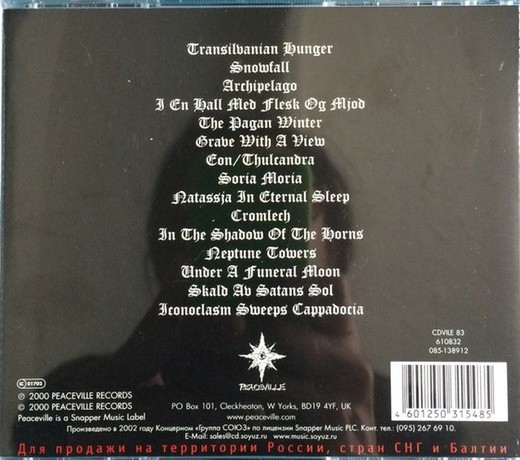 Transilvanian Hunger
Snowfall
Archipelago
I En Hall Med Flesk Og Mjod
The Pagan Winter
Grave With A View
Eon/Thulcandra
Soria Moria
Natassja In Eternal Sleep
Cromlech
In The Shadow Of The Horns
Neptune Towers
Under A Funeral Moon
Skald Av Satans Sol
Iconoclasm Sweeps Cappadocia
PEACEVILLE
CDVILE 83
610832
085-138912
LC 01702
℗ 2000 PEACEVILLE RECORDS
© 2000 PEACEVILLE RECORDS
Peaceville is a Snapper Music Label
PO Box 101, Cleckheaton, W Yorks, BD19 4YF, UK
www.peaceville.com
4 601250 315485
Произведено в 2002 году Концерном «Группа СОЮЗ» по лицензии Snapper Music PLC. Конт. тел.: (095) 267 69 10.
E-Mail: sales@cd.soyuz.ru www.music.soyuz.ru
Для продажи на территории России, стран СНГ и Балтии